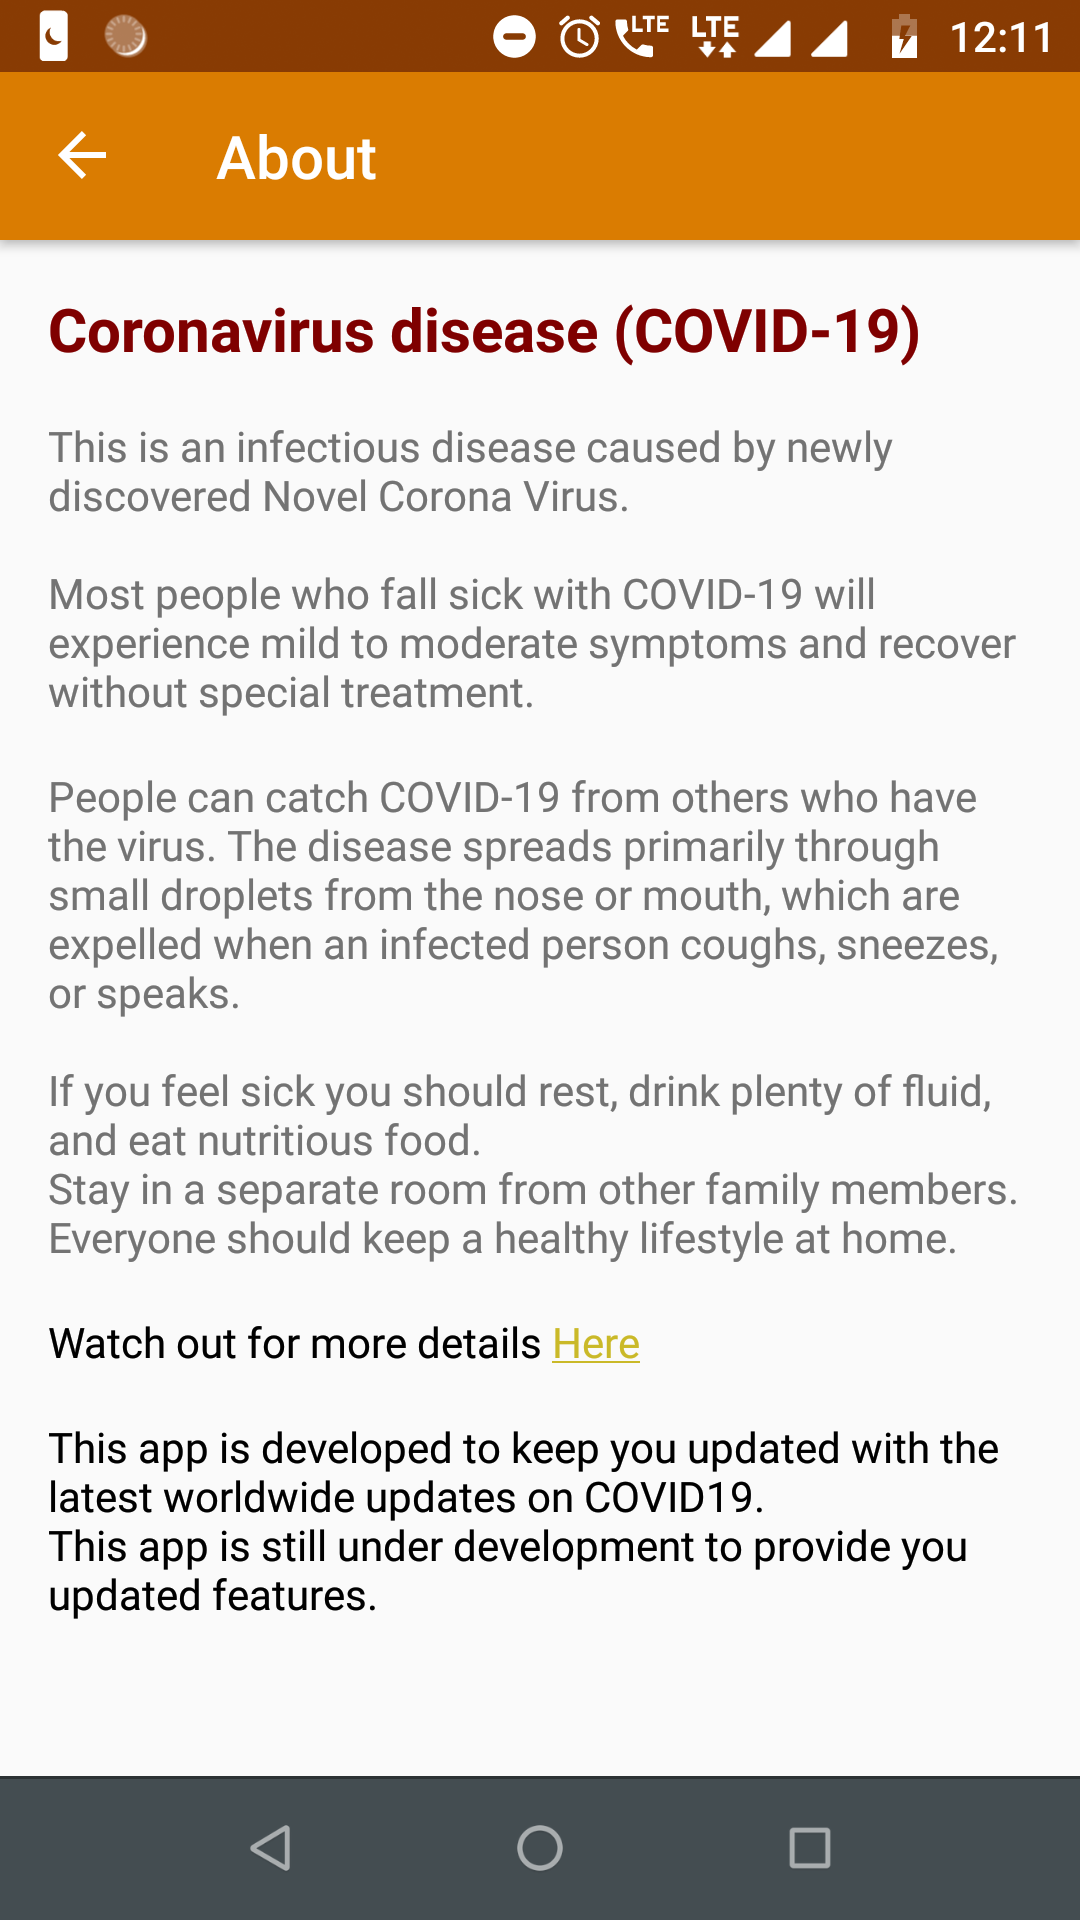 LTE LTE 12:11
About
Coronavirus disease (COVID-19)
This is an infectious disease caused by newly
discovered Novel Corona Virus.
Most people who fall sick with COVID-19 will
experience mild to moderate symptoms and recover
without special treatment.
People can catch COVID-19 from others who have
the virus. The disease spreads primarily through
small droplets from the nose or mouth, which are
expelled when an infected person coughs, sneezes,
or speaks.
If you feel sick you should rest, drink plenty of fluid,
and eat nutritious food.
Stay in a separate room from other family members.
Everyone should keep a healthy lifestyle at home.
Watch out for more details Here
This app is developed to keep you updated with the
latest worldwide updates on COVID19.
This app is still under development to provide you
updated features.